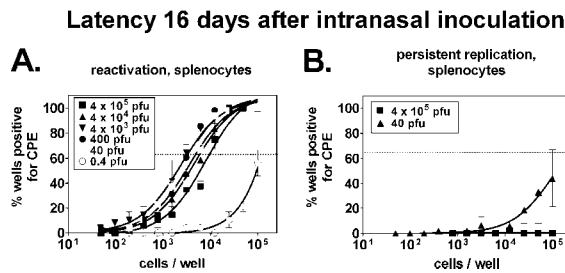 Latency 16 days after intranasal inoculation
A.
reactivation, splenocytes
% wells positive
for CPE
100
80
60
40
20
0
4 x 10⁵ pfu
4 x 10⁴ pfu
4 x 10³ pfu
400 pfu
40 pfu
0.4 pfu
10¹ 10² 10³ 10⁴ 10⁵
cells / well
B.
persistent replication,
splenocytes
% wells positive
for CPE
100
80
60
40
20
0
4 x 10⁵ pfu
40 pfu
10¹ 10² 10³ 10⁴ 10⁵
cells / well